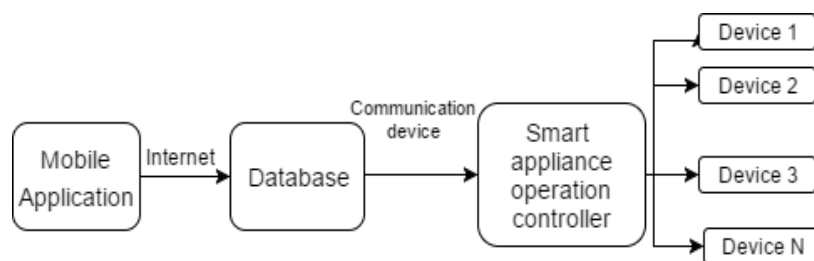 Mobile
Application
Internet
Database
Communication
device
Smart
appliance
operation
controller
Device 1
Device 2
Device 3
Device N